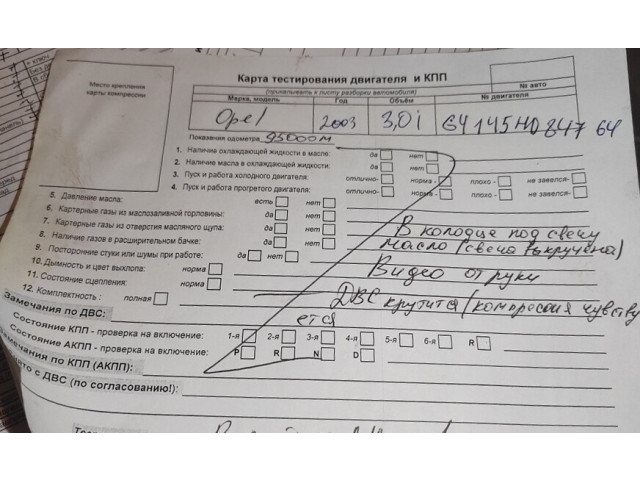 Место крепления
карты компрессии
Карта тестирования двигателя и КПП
№ авто
(прикалывать к листу разборки автомобиля)
Марка, модель Год Объём № двигателя
Opel 2003 3,0i 64
Показания одометра 93000м
1. Наличие охлаждающей жидкости в масле: да нет
2. Наличие масла в охлаждающей жидкости: да нет
3. Пуск и работа холодного двигателя: отлично- норма - плохо - не завелся-
4. Пуск и работа прогретого двигателя: отлично- норма - плохо - не завелся-
5. Давление масла: есть нет
6. Картерные газы из маслозаливной горловины: да нет
7. Картерные газы из отверстия масляного щупа: да нет
8. Наличие газов в расширительном бачке: да нет
9. Посторонние стуки или шумы при работе: да нет
10. Дымность и цвет выхлопа: норма
11. Состояние сцепления: норма
12. Комплектность : полная
В колодце под свечу
масло (свеча выкручена)
Видео от руки
Замечания по ДВС: ДВС крутится/компрессия чувству
ется
Состояние КПП - проверка на включение: 1-я 2-я 3-я 4-я 5-я 6-я R
Состояние АКПП - проверка на включение: P R N D
амечания по КПП (АКПП):
ято с ДВС (по согласованию!):